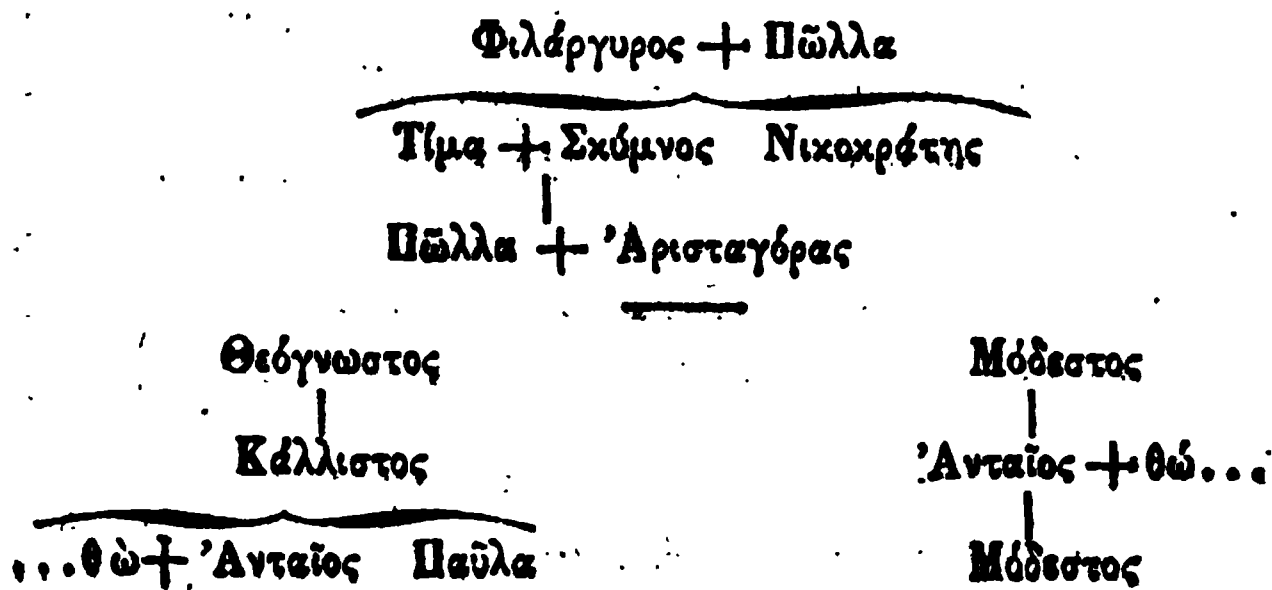 Φιλάργυρος + Πῶλλα
Τίμα + Σκύμνος Νικοκράτης
Πῶλλα + Ἀρισταγόρας
Θεόγνωστος Μόδεστος
Κάλλιστος Ἀνταῖος + θώ...
...θὼ + Ἀνταῖος Παῦλα Μόδεστος